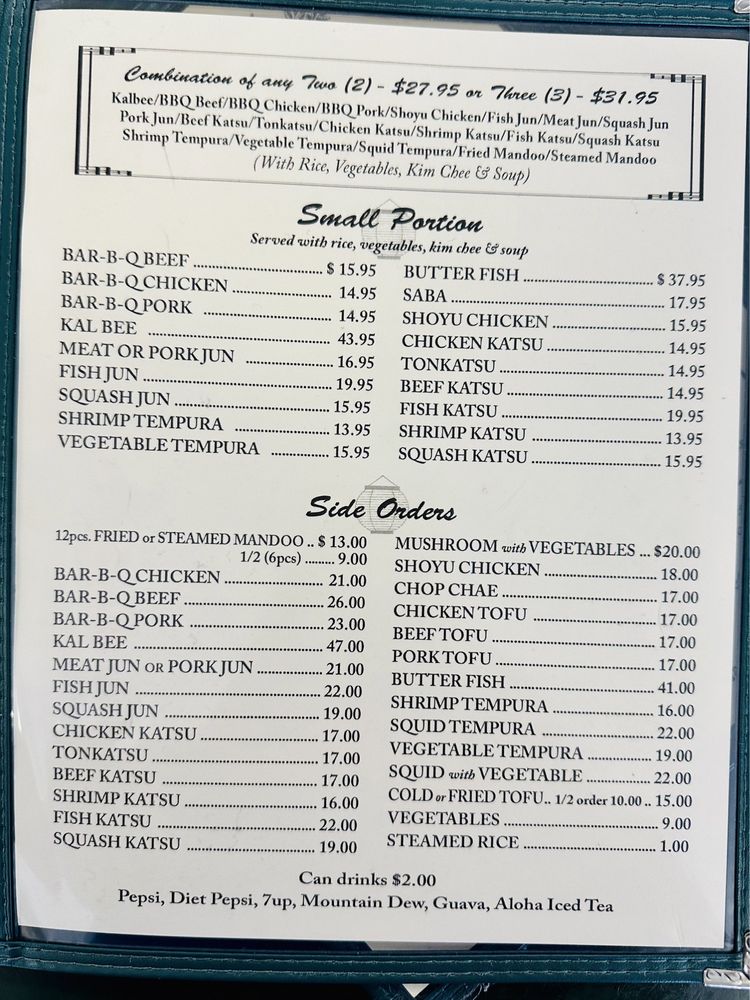 Combination of any Two (2) - $27.95 or Three (3) - $31.95
Kalbee/BBQ Beef/BBQ Chicken/BBQ Pork/Shoyu Chicken/Fish Jun/Meat Jun/Squash Jun
Pork Jun/Beef Katsu/Tonkatsu/Chicken Katsu/Shrimp Katsu/Fish Katsu/Squash Katsu
Shrimp Tempura/Vegetable Tempura/Squid Tempura/Fried Mandoo/Steamed Mandoo
(With Rice, Vegetables, Kim Chee & Soup)
Small Portion
Served with rice, vegetables, kim chee & soup
BAR-B-Q BEEF ........ $ 15.95
BAR-B-Q CHICKEN ........ 14.95
BAR-B-Q PORK ........ 14.95
KAL BEE ........ 43.95
MEAT OR PORK JUN ........ 16.95
FISH JUN ........ 19.95
SQUASH JUN ........ 15.95
SHRIMP TEMPURA ........ 13.95
VEGETABLE TEMPURA ........ 15.95
BUTTER FISH ........ $ 37.95
SABA ........ 17.95
SHOYU CHICKEN ........ 15.95
CHICKEN KATSU ........ 14.95
TONKATSU ........ 14.95
BEEF KATSU ........ 14.95
FISH KATSU ........ 19.95
SHRIMP KATSU ........ 13.95
SQUASH KATSU ........ 15.95
Side Orders
12pcs. FRIED or STEAMED MANDOO .. $ 13.00
1/2 (6pcs) ........ 9.00
BAR-B-Q CHICKEN ........ 21.00
BAR-B-Q BEEF ........ 26.00
BAR-B-Q PORK ........ 23.00
KAL BEE ........ 47.00
MEAT JUN OR PORK JUN ........ 21.00
FISH JUN ........ 22.00
SQUASH JUN ........ 19.00
CHICKEN KATSU ........ 17.00
TONKATSU ........ 17.00
BEEF KATSU ........ 17.00
SHRIMP KATSU ........ 16.00
FISH KATSU ........ 22.00
SQUASH KATSU ........ 19.00
MUSHROOM with VEGETABLES ... $20.00
SHOYU CHICKEN ........ 18.00
CHOP CHAE ........ 17.00
CHICKEN TOFU ........ 17.00
BEEF TOFU ........ 17.00
PORK TOFU ........ 17.00
BUTTER FISH ........ 41.00
SHRIMP TEMPURA ........ 16.00
SQUID TEMPURA ........ 22.00
VEGETABLE TEMPURA ........ 19.00
SQUID with VEGETABLE ........ 22.00
COLD or FRIED TOFU.. 1/2 order 10.00 .. 15.00
VEGETABLES ........ 9.00
STEAMED RICE ........ 1.00
Can drinks $2.00
Pepsi, Diet Pepsi, 7up, Mountain Dew, Guava, Aloha Iced Tea